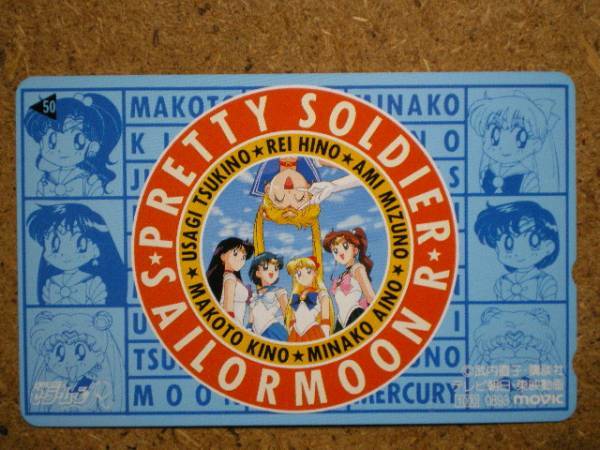 50
MAKOTO
MINAKO
K I
N O
J
S
PRETTY SOLDIER
SAILORMOON R
USAGI TSUKINO★REI HINO★AMI MIZUNO★
MAKOTO KINO★MINAKO AINO★
U
I
TSU
UNO
MOO
MERCURY
©武内直子・講談社
テレビ朝日・東映動画
movic